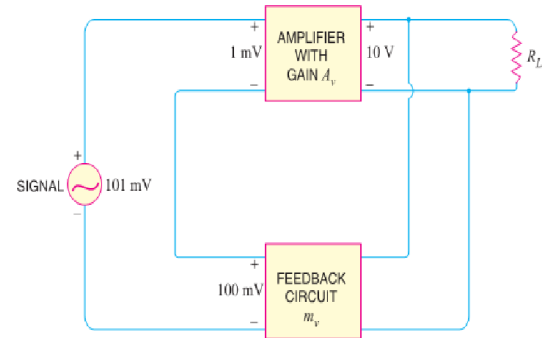 +
1 mV
−
AMPLIFIER
WITH
GAIN A_v
+
10 V
−
R_L
+
SIGNAL
101 mV
−
+
100 mV
−
FEEDBACK
CIRCUIT
m_v